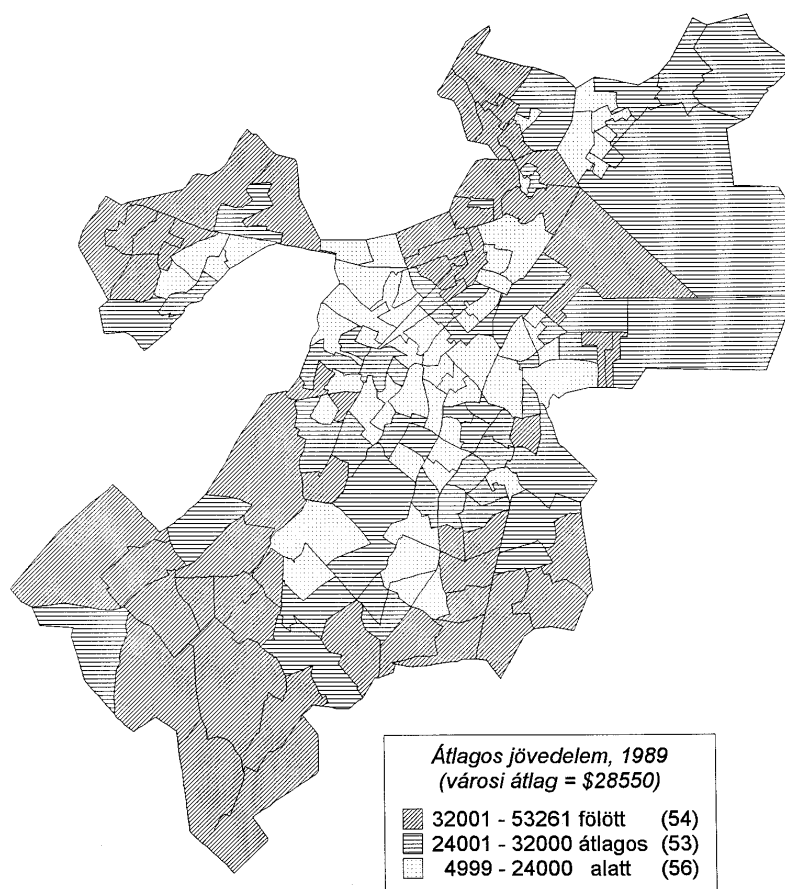 Átlagos jövedelem, 1989
(városi átlag = $28550)
32001 - 53261 fölött (54)
24001 - 32000 átlagos (53)
4999 - 24000 alatt (56)